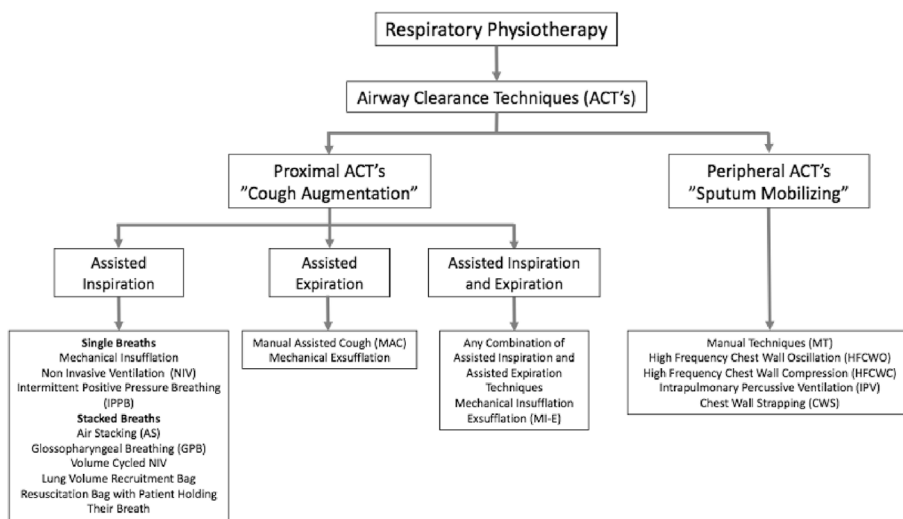 Respiratory Physiotherapy
Airway Clearance Techniques (ACT's)
Proximal ACT's
"Cough Augmentation"
Peripheral ACT's
"Sputum Mobilizing"
Assisted
Inspiration
Assisted
Expiration
Assisted Inspiration
and Expiration
Single Breaths
Mechanical Insufflation
Non Invasive Ventilation (NIV)
Intermittent Positive Pressure Breathing
(IPPB)
Stacked Breaths
Air Stacking (AS)
Glossopharyngeal Breathing (GPB)
Volume Cycled NIV
Lung Volume Recruitment Bag
Resuscitation Bag with Patient Holding
Their Breath
Manual Assisted Cough (MAC)
Mechanical Exsufflation
Any Combination of
Assisted Inspiration and
Assisted Expiration
Techniques
Mechanical Insufflation
Exsufflation (MI-E)
Manual Techniques (MT)
High Frequency Chest Wall Oscillation (HFCWO)
High Frequency Chest Wall Compression (HFCWC)
Intrapulmonary Percussive Ventilation (IPV)
Chest Wall Strapping (CWS)